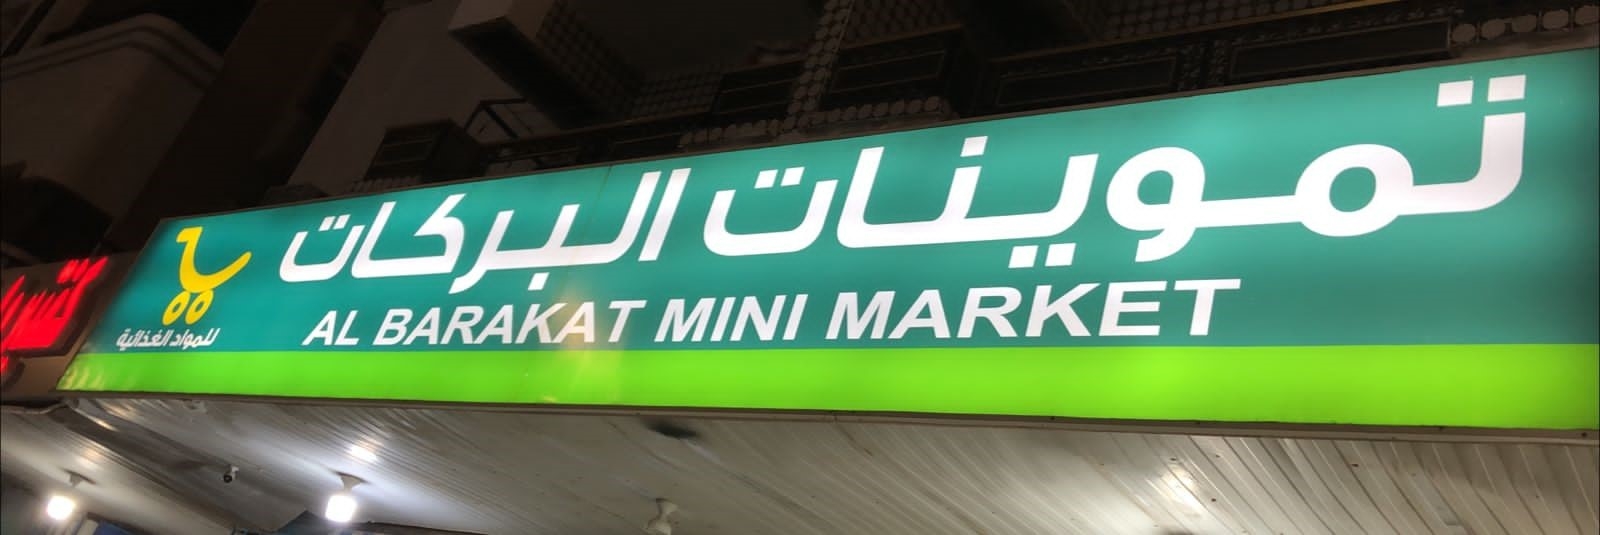 تموينات البركات
AL BARAKAT MINI MARKET
للمواد الغذائية